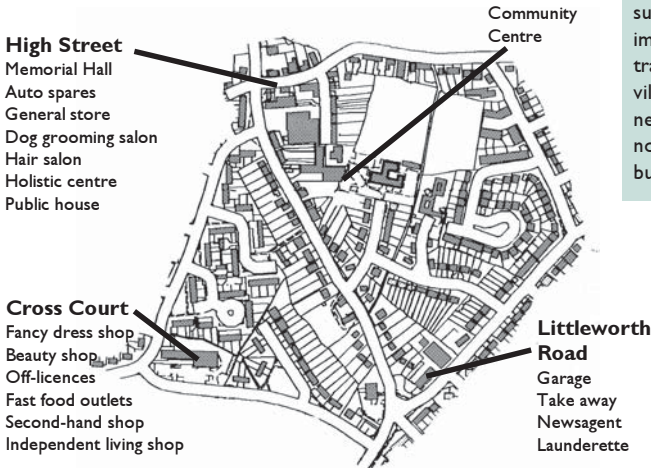 High Street
Memorial Hall
Auto spares
General store
Dog grooming salon
Hair salon
Holistic centre
Public house
Community
Centre
Cross Court
Fancy dress shop
Beauty shop
Off-licences
Fast food outlets
Second-hand shop
Independent living shop
Littleworth
Road
Garage
Take away
Newsagent
Launderette